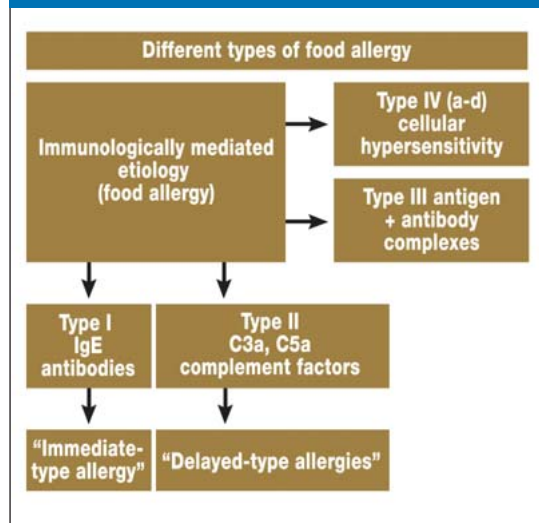 Different types of food allergy
Immunologically mediated
etiology
(food allergy)
Type IV (a-d)
cellular
hypersensitivity
Type III antigen
+ antibody
complexes
Type I
IgE
antibodies
Type II
C3a, C5a
complement factors
“Immediate-
type allergy”
“Delayed-type allergies”